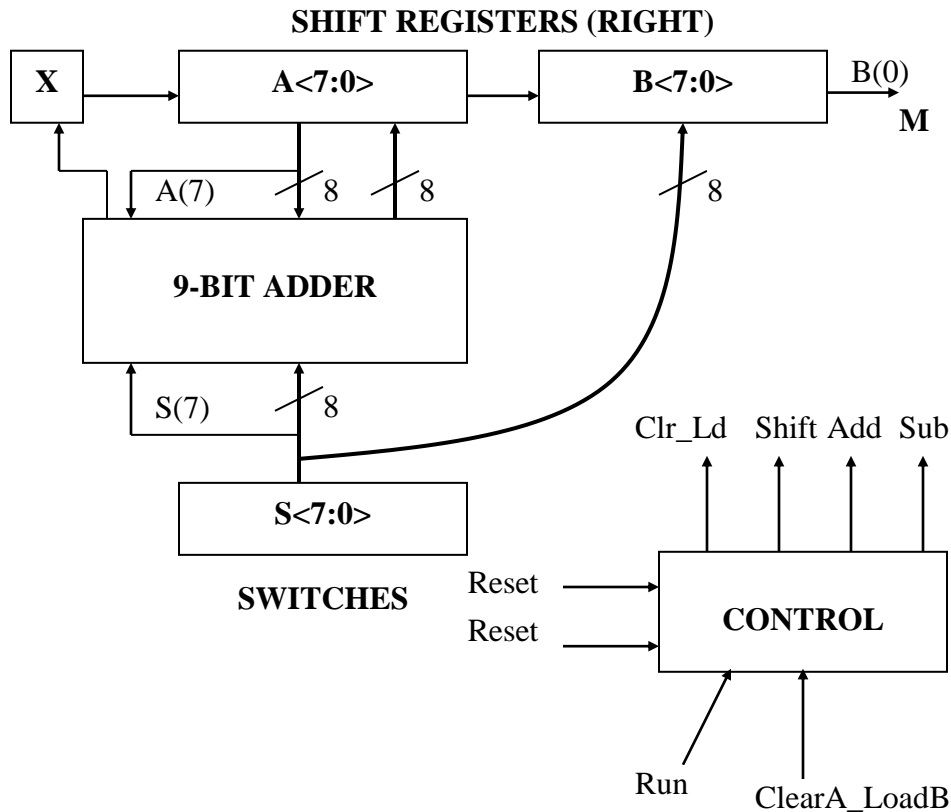 SHIFT REGISTERS (RIGHT)
X
A<7:0>
B<7:0>
B(0)
M
A(7)
8
8
8
9-BIT ADDER
S(7)
8
Clr_Ld
Shift
Add
Sub
S<7:0>
SWITCHES
Reset
Reset
CONTROL
Run
ClearA_LoadB